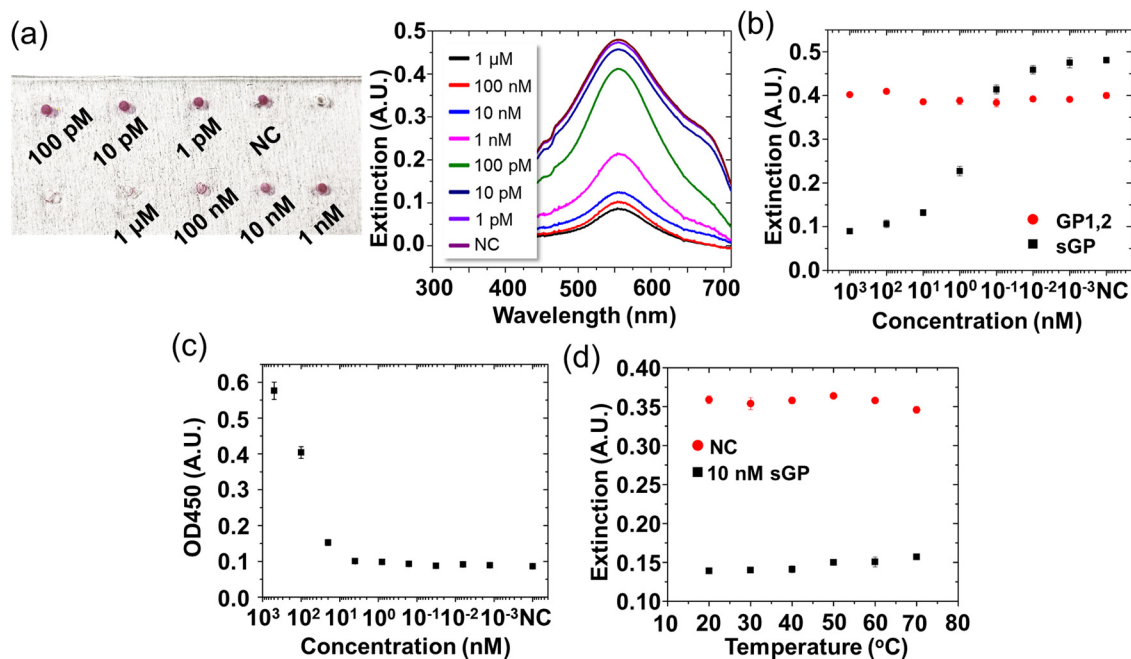 (a)
100 pM
10 pM
1 pM
NC
1 μM
100 nM
10 nM
1 nM
Extinction (A.U.)
0.5
0.4
0.3
0.2
0.1
0.0
1 μM
100 nM
10 nM
1 nM
100 pM
10 pM
1 pM
NC
300 400 500 600 700
Wavelength (nm)
(b)
Extinction (A.U.)
0.5
0.4
0.3
0.2
0.1
0.0
GP1,2
sGP
10³ 10² 10¹ 10⁰ 10⁻¹ 10⁻² 10⁻³ NC
Concentration (nM)
(c)
OD450 (A.U.)
0.6
0.5
0.4
0.3
0.2
0.1
0.0
10³ 10² 10¹ 10⁰ 10⁻¹ 10⁻² 10⁻³ NC
Concentration (nM)
(d)
Extinction (A.U.)
0.40
0.35
0.30
0.25
0.20
0.15
0.10
NC
10 nM sGP
10 20 30 40 50 60 70 80
Temperature (ºC)